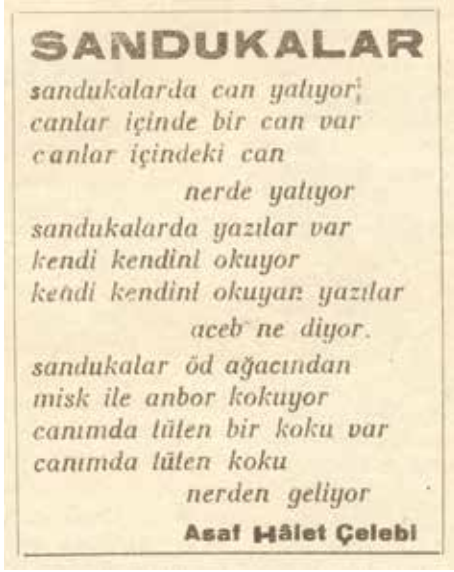 SANDUKALAR
sandukalarda can yatıyor;
canlar içinde bir can var
canlar içindeki can
nerde yatıyor
sandukalarda yazılar var
kendi kendini okuyor
kendi kendini okuyan yazılar
aceb ne diyor.
sandukalar öd ağacından
misk ile anbor kokuyor
canımda tüten bir koku var
canımda tüten koku
nerden geliyor
Asaf Hâlet Çelebi